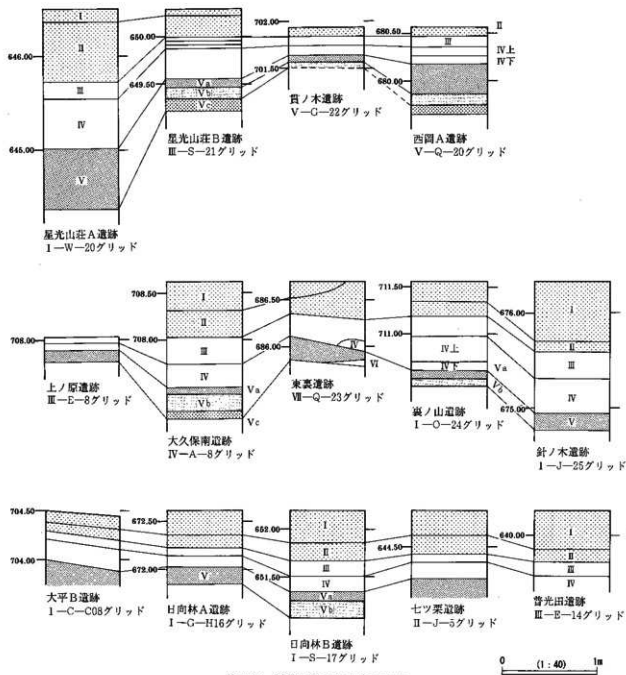 I
646.00
II
III
IV
645.00
V
星光山荘A遺跡
I－W－20グリッド
650.00
649.50
Va
Vb
Vc
星光山荘B遺跡
III－S－21グリッド
702.00
701.50
貫ノ木遺跡
V－G－22グリッド
680.50
II
III
IV上
IV下
680.00
西岡A遺跡
V－Q－20グリッド
708.00
上ノ原遺跡
III－E－8グリッド
708.50
I
II
708.00
III
IV
Va
Vb
Vc
大久保南遺跡
IV－A－8グリッド
686.50
686.00
IV
VI
東裏遺跡
VII－Q－23グリッド
711.50
711.00
IV上
IV下
Va
Vb
裏ノ山遺跡
I－O－24グリッド
676.00
I
II
III
IV
675.00
V
針ノ木遺跡
I－J－25グリッド
704.50
704.00
大平B遺跡
I－C－C08グリッド
672.50
672.00
V
日向林A遺跡
I－G－H16グリッド
652.00
I
II
III
651.50
IV
Va
Vb
日向林B遺跡
I－S－17グリッド
644.50
七ツ栗遺跡
II－J－5グリッド
640.00
I
II
III
IV
普光田遺跡
III－E－14グリッド
0 (1:40) 1m